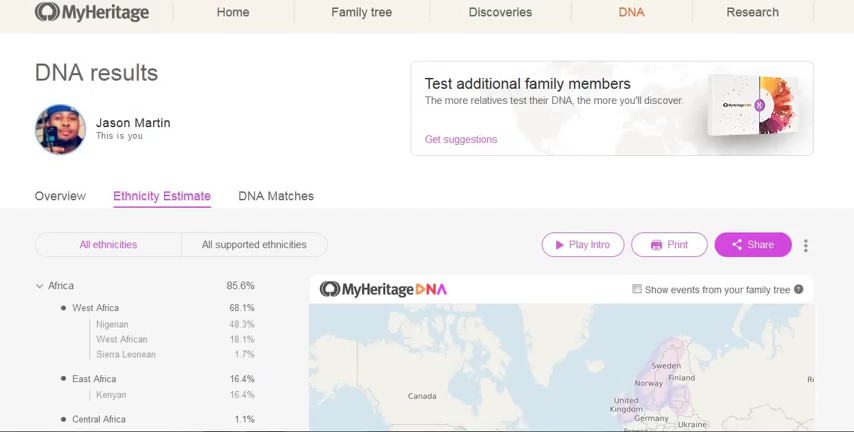 MyHeritage
Home
Family tree
Discoveries
DNA
Research
DNA results
Jason Martin
This is you
Test additional family members
The more relatives test their DNA, the more you'll discover.
Get suggestions
Overview
Ethnicity Estimate
DNA Matches
All ethnicities
All supported ethnicities
Play Intro
Print
Share
Africa 85.6%
West Africa 68.1%
Nigerian 48.3%
West African 18.1%
Sierra Leonean 1.7%
East Africa 16.4%
Kenyan 16.4%
Central Africa 1.1%
MyHeritage DNA
Show events from your family tree ?
Canada
Sweden
Norway
Finland
United
Kingdom
Germany
Ukraine